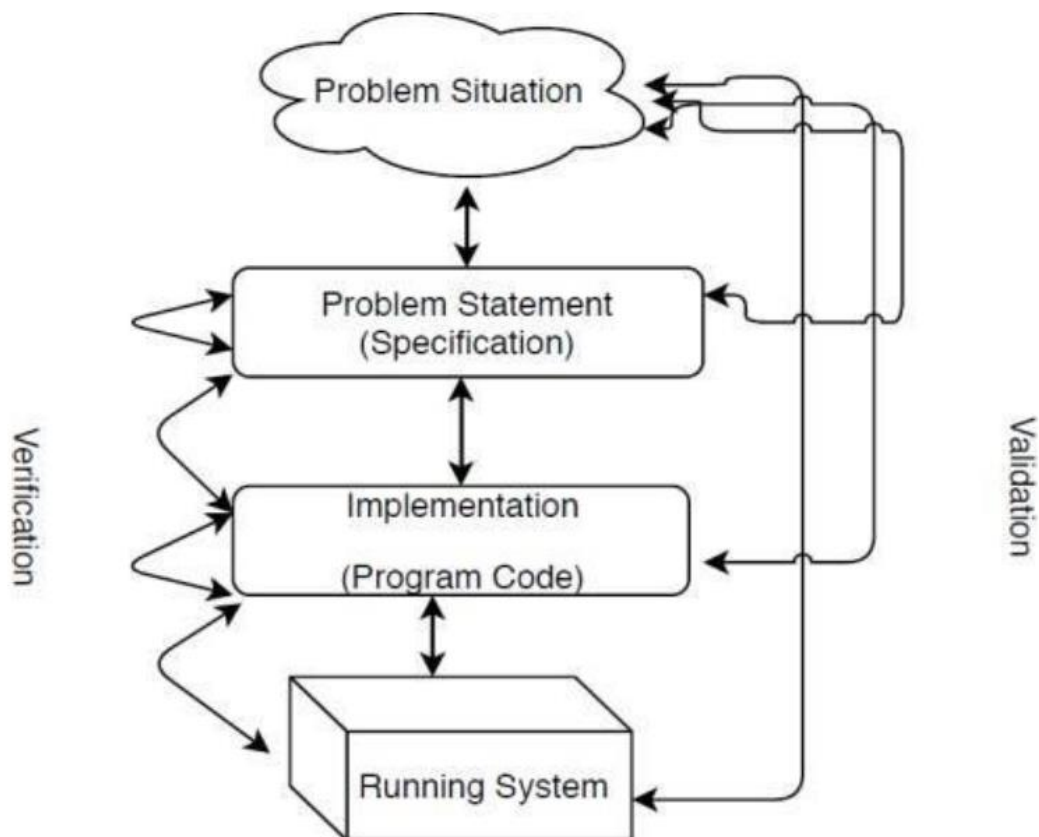 Problem Situation
Problem Statement
(Specification)
Verification
Validation
Implementation
(Program Code)
Running System